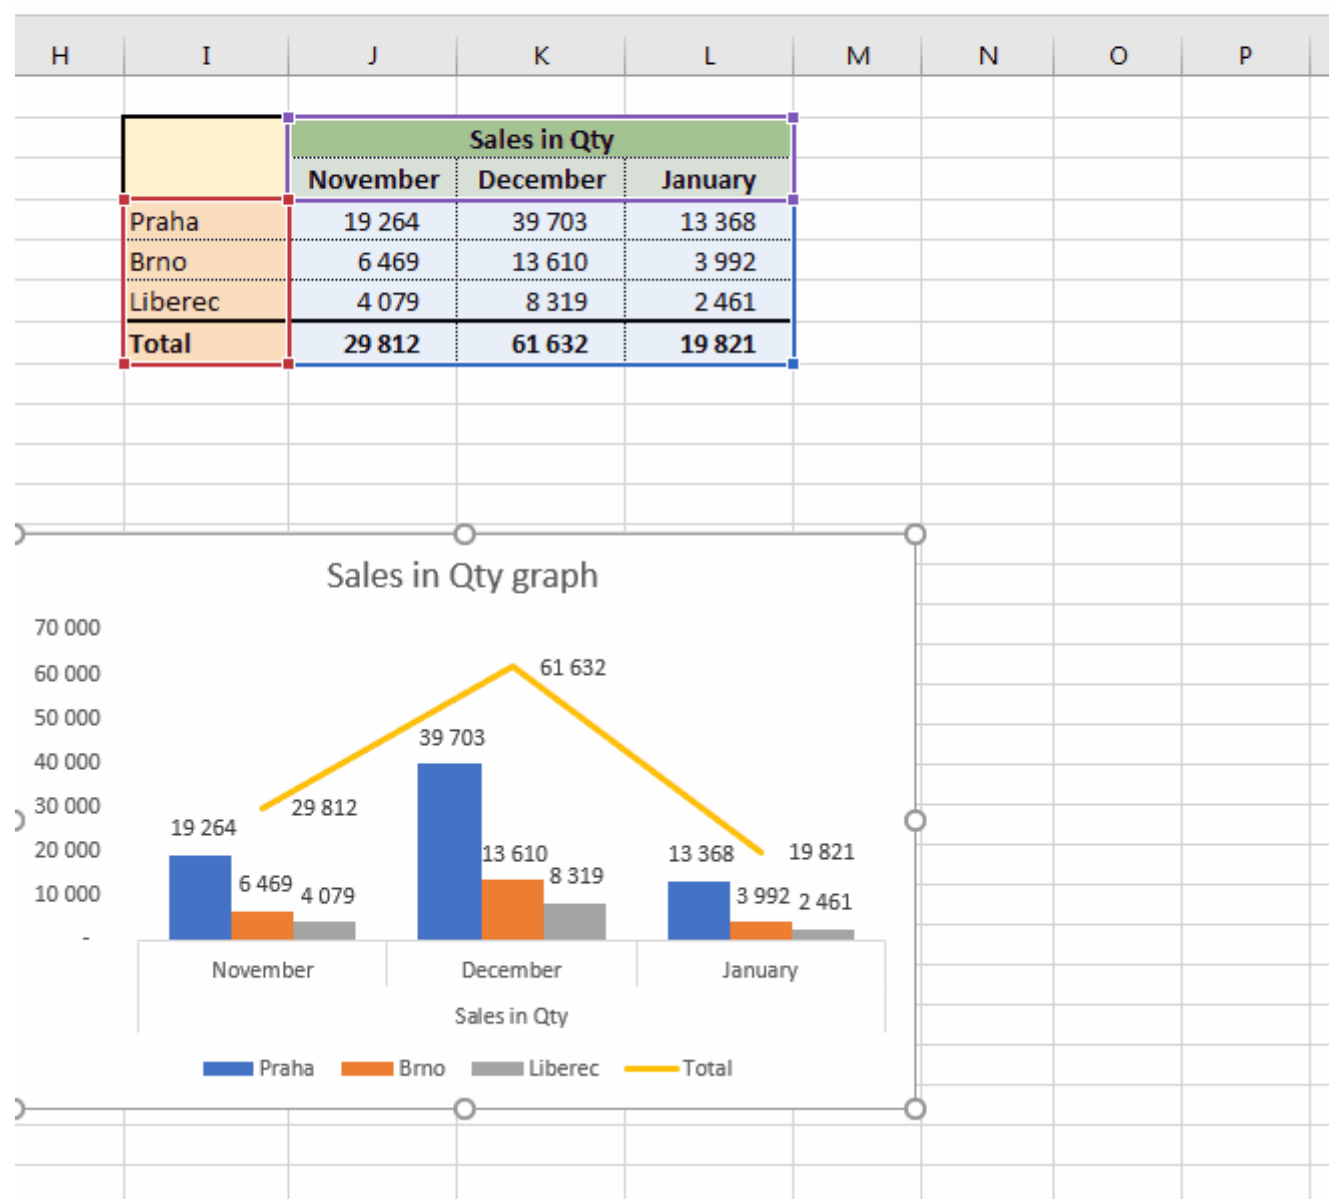 H I J K L M N O P
Sales in Qty
November December January
Praha 19 264 39 703 13 368
Brno 6 469 13 610 3 992
Liberec 4 079 8 319 2 461
Total 29 812 61 632 19 821
Sales in Qty graph
70 000
60 000
50 000
40 000
30 000
20 000
10 000
-
61 632
39 703
29 812
19 264
6 469
4 079
13 610
8 319
13 368
19 821
3 992
2 461
November December January
Sales in Qty
Praha Brno Liberec Total